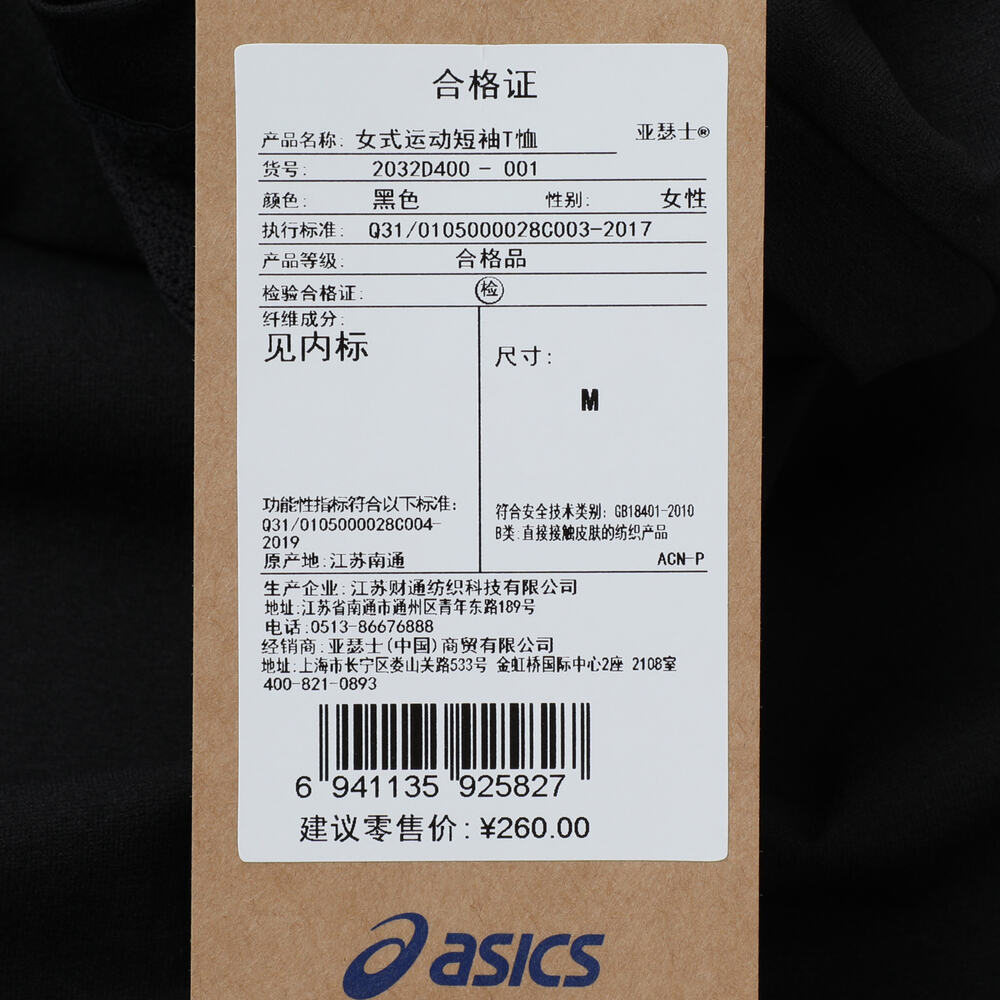 合格证
产品名称: 女式运动短袖T恤 亚瑟士®
货号: 2032D400 - 001
颜色: 黑色 性别: 女性
执行标准: Q31/0105000028C003-2017
产品等级: 合格品
检验合格证: 检
纤维成分:
见内标
尺寸:
M
功能性指标符合以下标准:
Q31/0105000028C004-
2019
原产地:江苏南通
符合安全技术类别: GB18401-2010
B类:直接接触皮肤的纺织产品
ACN-P
生产企业:江苏财通纺织科技有限公司
地址:江苏省南通市通州区青年东路189号
电话:0513-86676888
经销商:亚瑟士(中国)商贸有限公司
地址:上海市长宁区娄山关路533号 金虹桥国际中心2座 2108室
400-821-0893
6 941135 925827
建议零售价:¥260.00
asics